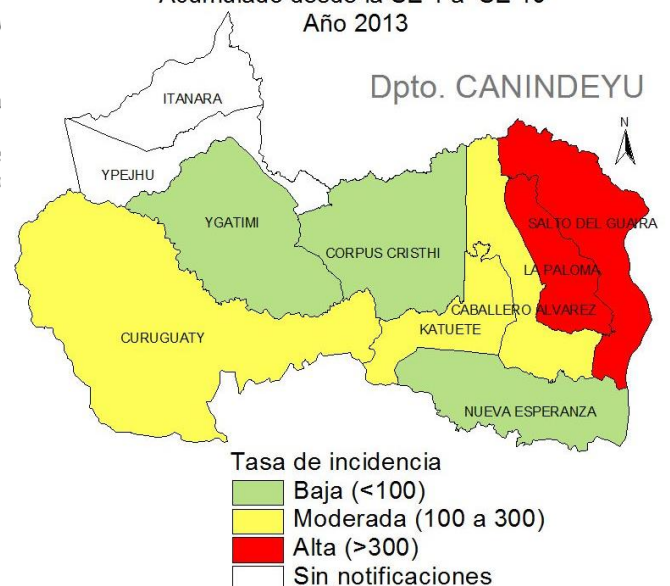 Año 2013
Dpto. CANINDEYU
N
ITANARA
YPEJHU
YGATIMI
SALTO DEL GUAIRA
CORPUS CRISTHI
LA PALOMA
CABALLERO ALVAREZ
KATUETE
CURUGUATY
NUEVA ESPERANZA
Tasa de incidencia
Baja (<100)
Moderada (100 a 300)
Alta (>300)
Sin notificaciones